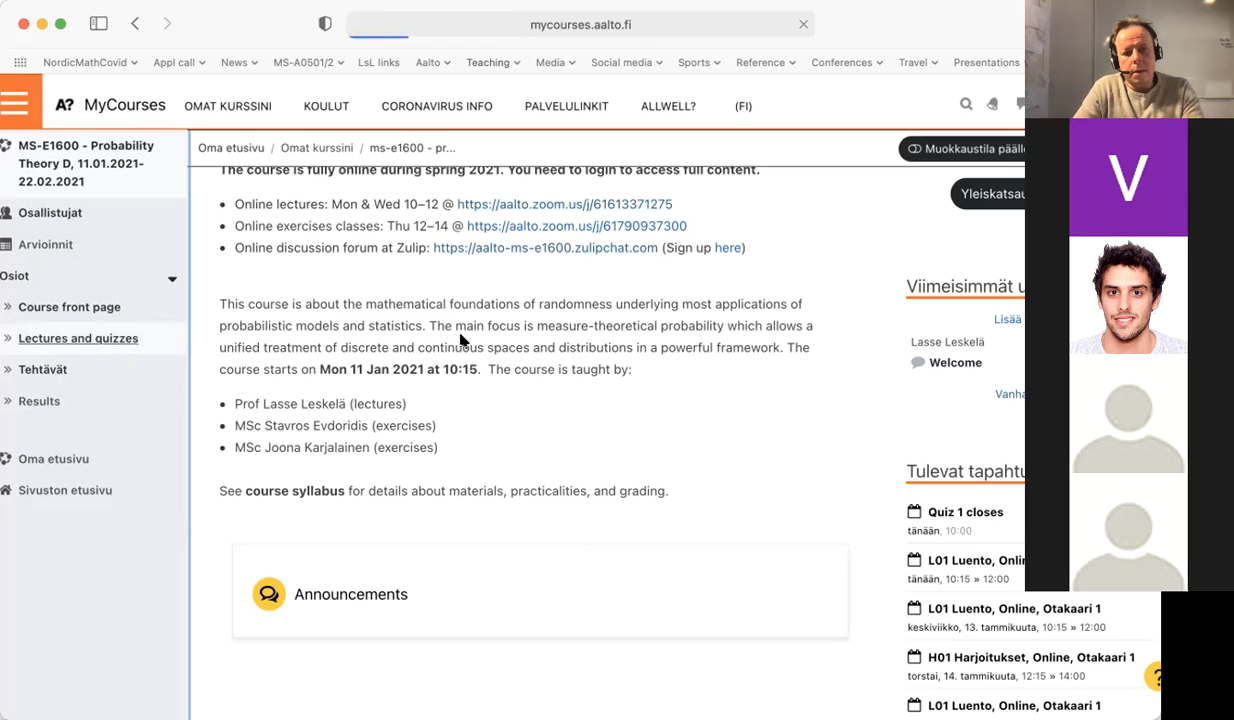 mycourses.aalto.fi
NordicMathCovid Appl call News MS-A0501/2 LsL links Aalto Teaching Media Social media Sports Reference Conferences Travel Presentations
A? MyCourses OMAT KURSSINI KOULUT CORONAVIRUS INFO PALVELULINKIT ALLWELL? (FI)
MS-E1600 - Probability
Theory D, 11.01.2021-
22.02.2021
Osallistujat
Arvioinnit
Osiot
Course front page
Lectures and quizzes
Tehtävät
Results
Oma etusivu
Sivuston etusivu
Oma etusivu / Omat kurssini / ms-e1600 - pr...
Muokkaustila pääll
Yleiskatsau
The course is fully online during spring 2021. You need to login to access full content.
• Online lectures: Mon & Wed 10–12 @ https://aalto.zoom.us/j/61613371275
• Online exercises classes: Thu 12–14 @ https://aalto.zoom.us/j/61790937300
• Online discussion forum at Zulip: https://aalto-ms-e1600.zulipchat.com (Sign up here)
This course is about the mathematical foundations of randomness underlying most applications of
probabilistic models and statistics. The main focus is measure-theoretical probability which allows a
unified treatment of discrete and continuous spaces and distributions in a powerful framework. The
course starts on Mon 11 Jan 2021 at 10:15. The course is taught by:
• Prof Lasse Leskelä (lectures)
• MSc Stavros Evdoridis (exercises)
• MSc Joona Karjalainen (exercises)
See course syllabus for details about materials, practicalities, and grading.
Announcements
Viimeisimmät u
Lisää
Lasse Leskelä
Welcome
Vanha
Tulevat tapahtu
Quiz 1 closes
tänään, 10:00
L01 Luento, Onli
tänään, 10:15 » 12:00
L01 Luento, Online, Otakaari 1
keskiviikko, 13. tammikuuta, 10:15 » 12:00
H01 Harjoitukset, Online, Otakaari 1
torstai, 14. tammikuuta, 12:15 » 14:00
L01 Luento, Online, Otakaari 1
?
V